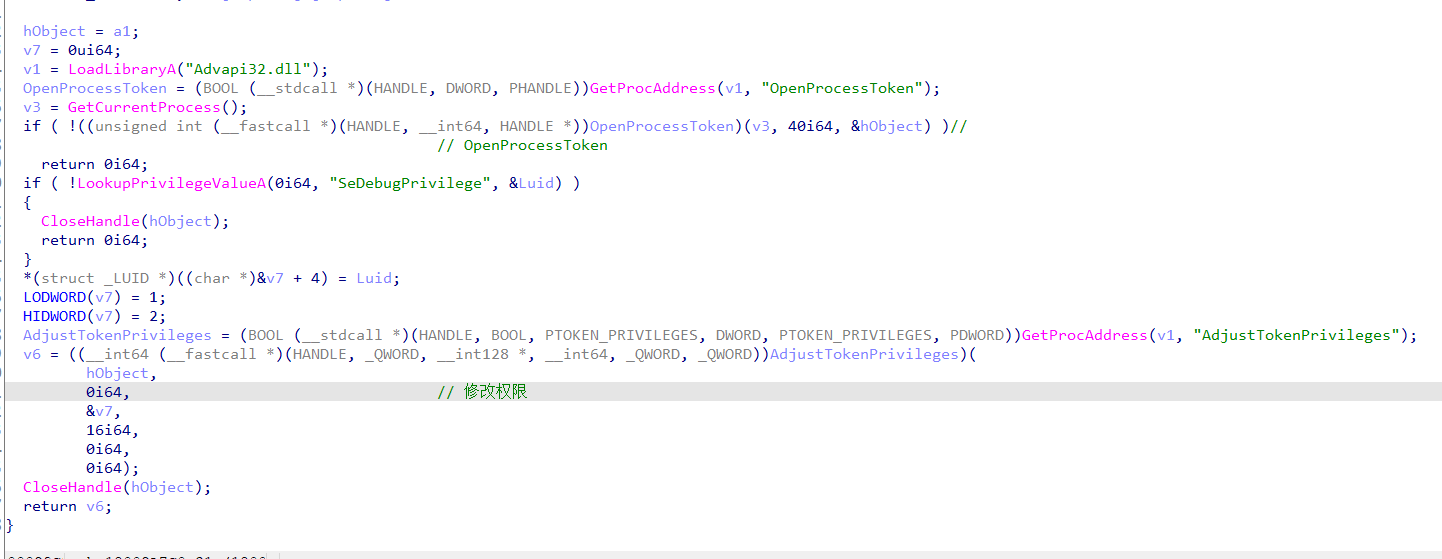 hObject = a1;
v7 = 0ui64;
v1 = LoadLibraryA("Advapi32.dll");
OpenProcessToken = (BOOL (__stdcall *)(HANDLE, DWORD, PHANDLE))GetProcAddress(v1, "OpenProcessToken");
v3 = GetCurrentProcess();
if ( !((unsigned int (__fastcall *)(HANDLE, __int64, HANDLE *))OpenProcessToken)(v3, 40i64, &hObject) )//
// OpenProcessToken
return 0i64;
if ( !LookupPrivilegeValueA(0i64, "SeDebugPrivilege", &Luid) )
{
CloseHandle(hObject);
return 0i64;
}
*(struct _LUID *)((char *)&v7 + 4) = Luid;
LODWORD(v7) = 1;
HIDWORD(v7) = 2;
AdjustTokenPrivileges = (BOOL (__stdcall *)(HANDLE, BOOL, PTOKEN_PRIVILEGES, DWORD, PTOKEN_PRIVILEGES, PDWORD))GetProcAddress(v1, "AdjustTokenPrivileges");
v6 = ((__int64 (__fastcall *)(HANDLE, _QWORD, __int128 *, __int64, _QWORD, _QWORD))AdjustTokenPrivileges)(
hObject,
0i64, // 修改权限
&v7,
16i64,
0i64,
0i64);
CloseHandle(hObject);
return v6;
}